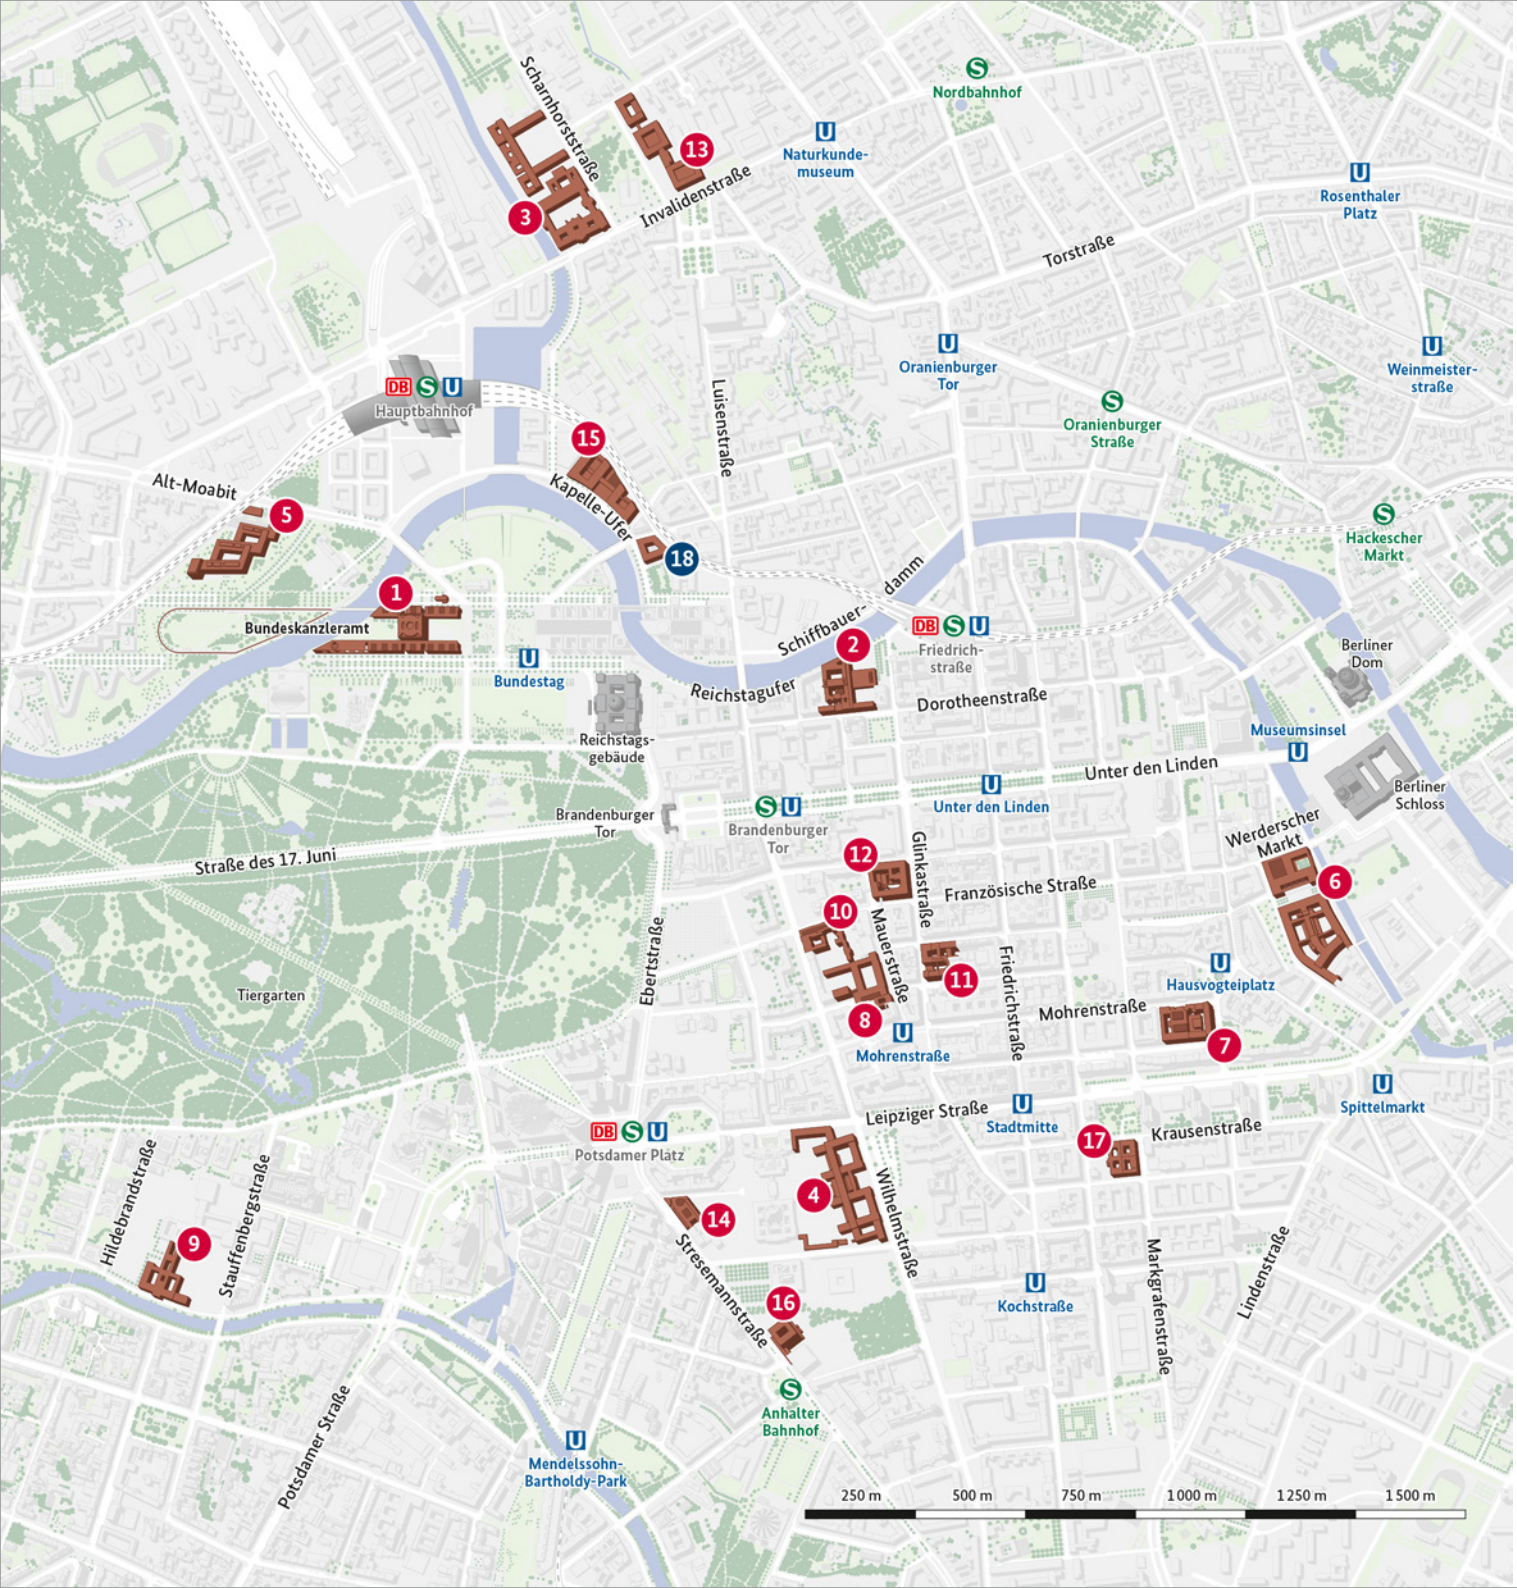 Scharnhorststraße
S
Nordbahnhof
U
Naturkunde-
museum
13
Invalidenstraße
3
U
Rosenthaler
Platz
Torstraße
U
Oranienburger
Tor
U
Weinmeister-
straße
DB S U
Hauptbahnhof
Luisenstraße
S
Oranienburger
Straße
15
Kapelle-Ufer
Alt-Moabit
5
S
Hackescher
Markt
18
1
Bundeskanzleramt
Schiffbauer-
damm
DB S U
Friedrich-
straße
2
U
Bundestag
Reichstagufer
Dorotheenstraße
Berliner
Dom
Reichstags-
gebäude
Museumsinsel
U
Unter den Linden
U
Unter den Linden
Berliner
Schloss
Brandenburger
Tor
S U
Brandenburger
Tor
Werderscher
Markt
Straße des 17. Juni
12
Glinkastraße
Französische Straße
6
10
Mauerstraße
Ebertstraße
11
Friedrichstraße
U
Hausvogteiplatz
Tiergarten
8
U
Mohrenstraße
Mohrenstraße
7
U
Spittelmarkt
Leipziger Straße
U
Stadtmitte
17
Krausenstraße
DB S U
Potsdamer Platz
Hildebrandstraße
Stauffenbergstraße
9
14
4
Wilhelmstraße
Stresemannstraße
16
U
Kochstraße
Markgrafenstraße
Lindenstraße
S
Anhalter
Bahnhof
Potsdamer Straße
U
Mendelssohn-
Bartholdy-Park
250 m 500 m 750 m 1000 m 1250 m 1500 m